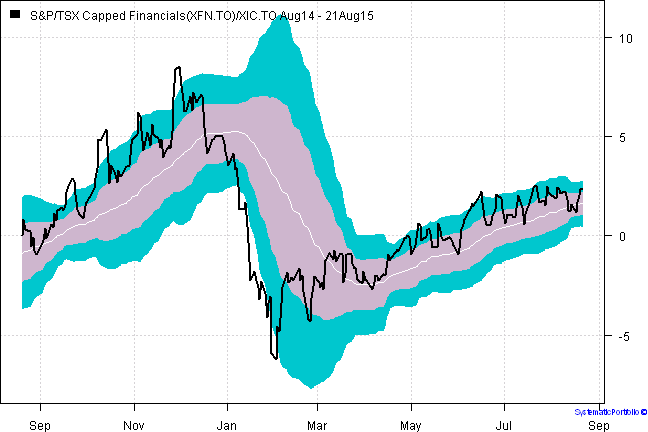 S&P/TSX Capped Financials(XFN.TO)/XIC.TO Aug14 - 21Aug15
10
5
0
-5
Sep Nov Jan Mar May Jul Sep
SystematicPortfolio ©